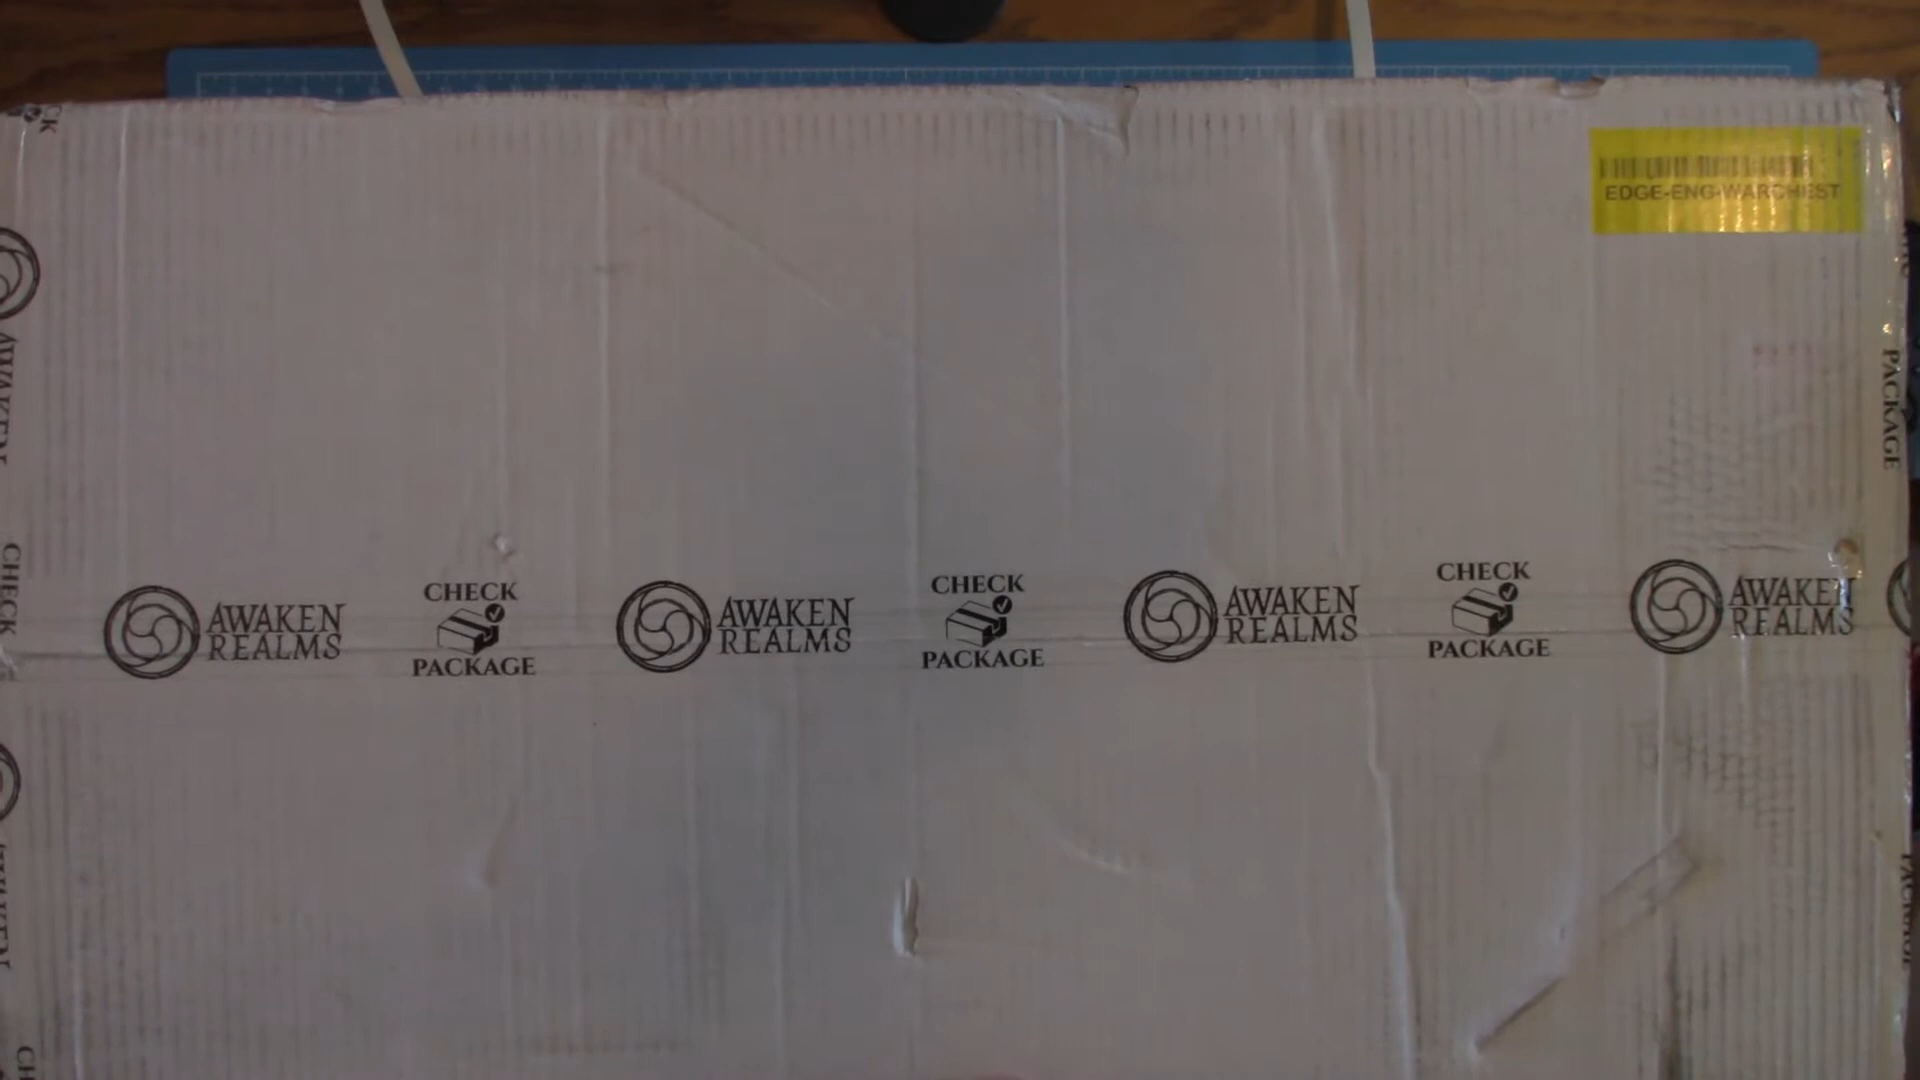 EDGE-ENG-WARCHEST
PACKAGE
CHECK
AWAKEN
REALMS
CHECK
PACKAGE
AWAKEN
REALMS
CHECK
PACKAGE
AWAKEN
REALMS
CHECK
PACKAGE
AWAKEN
REALMS